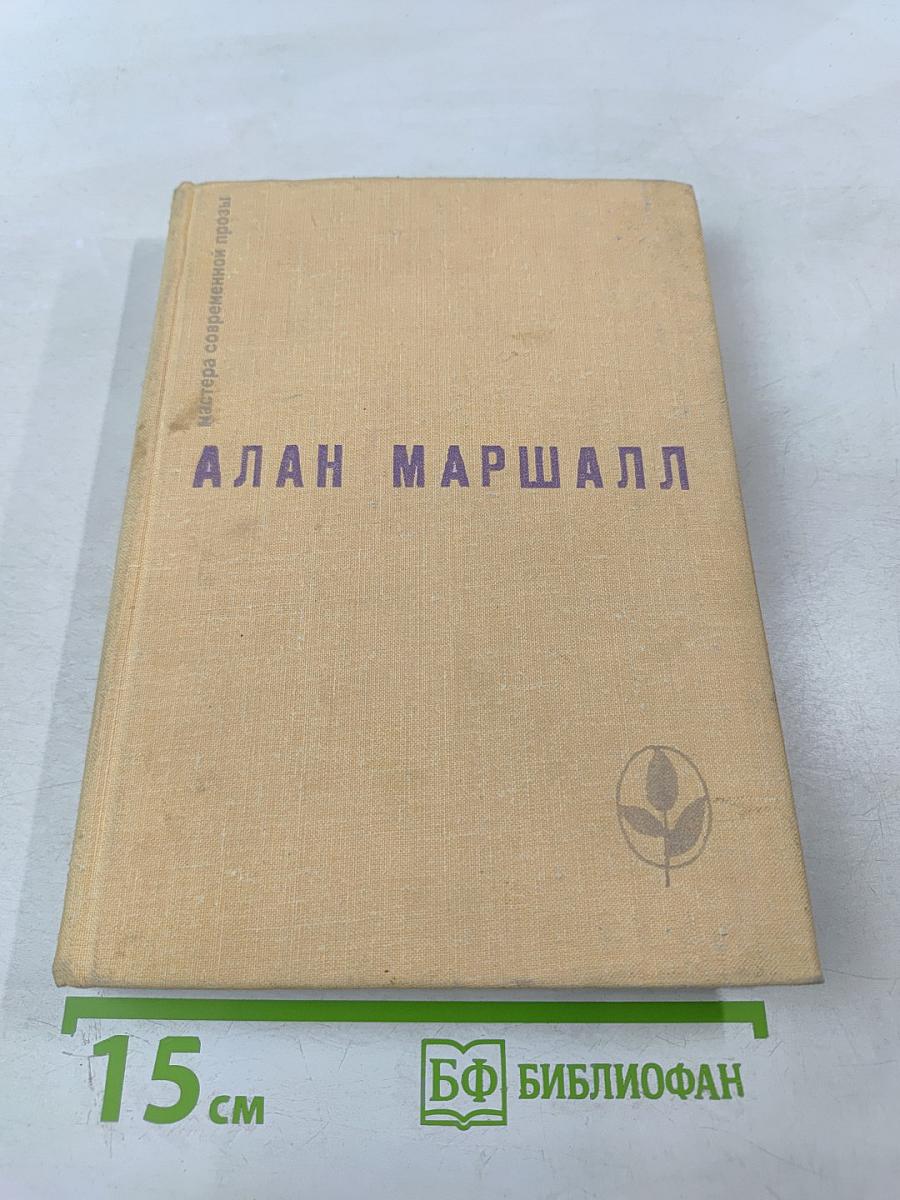 мастера современной прозы
АЛАН МАРШАЛЛ
15 см
БФ БИБЛИОФАН